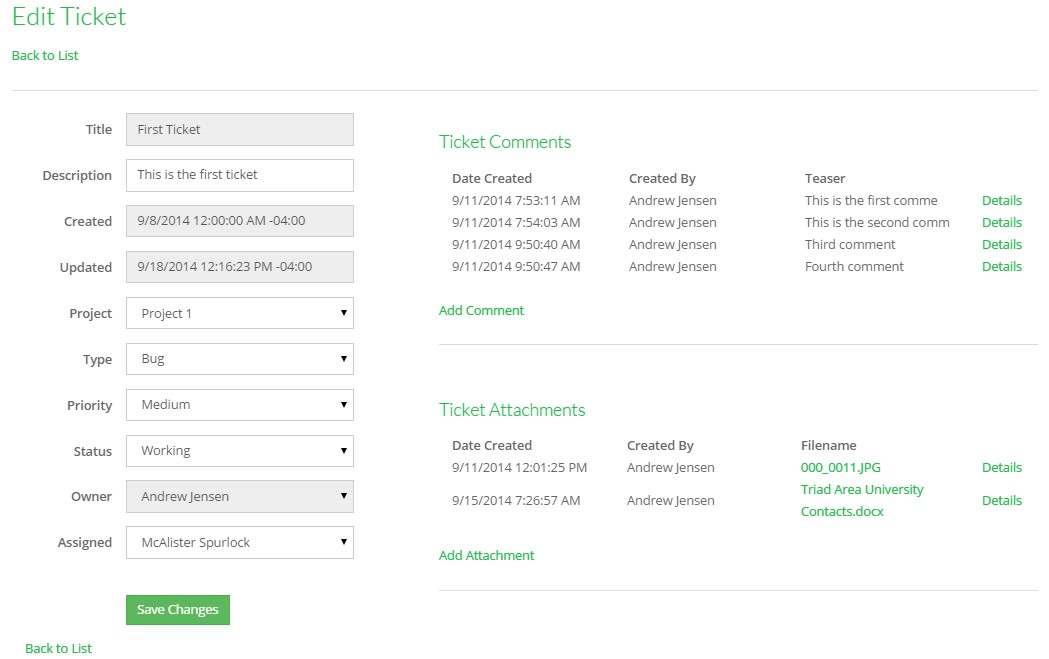 Edit Ticket
Back to List
Title First Ticket
Description This is the first ticket
Created 9/8/2014 12:00:00 AM -04:00
Updated 9/18/2014 12:16:23 PM -04:00
Project Project 1
Type Bug
Priority Medium
Status Working
Owner Andrew Jensen
Assigned McAlister Spurlock
Save Changes
Back to List
Ticket Comments
Date Created Created By Teaser
9/11/2014 7:53:11 AM Andrew Jensen This is the first comme Details
9/11/2014 7:54:03 AM Andrew Jensen This is the second comm Details
9/11/2014 9:50:40 AM Andrew Jensen Third comment Details
9/11/2014 9:50:47 AM Andrew Jensen Fourth comment Details
Add Comment
Ticket Attachments
Date Created Created By Filename
9/11/2014 12:01:25 PM Andrew Jensen 000_0011.JPG Details
9/15/2014 7:26:57 AM Andrew Jensen Triad Area University
Contacts.docx Details
Add Attachment